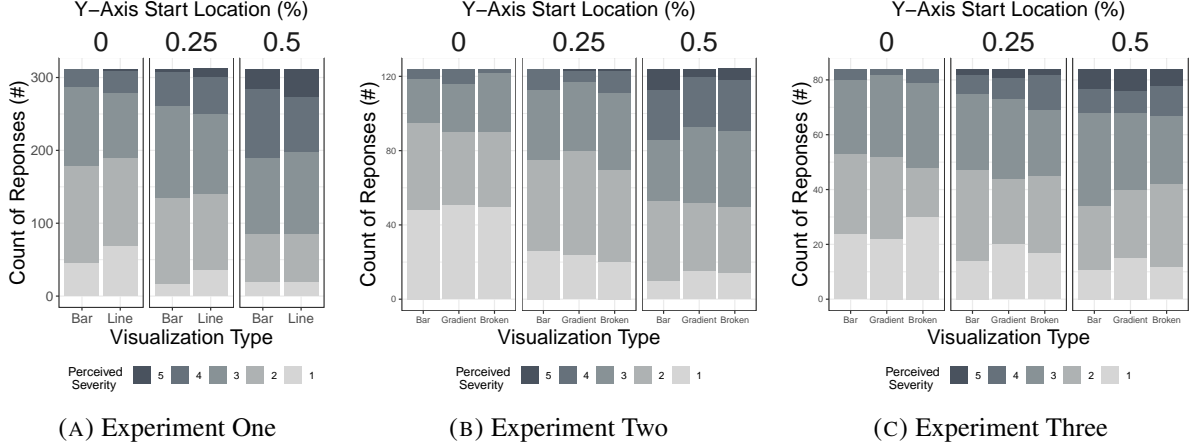 Y−Axis Start Location (%)
0 0.25 0.5
Count of Reponses (#)
300
200
100
0
Bar Line Bar Line Bar Line
Visualization Type
Perceived Severity 5 4 3 2 1
(A) Experiment One
Y−Axis Start Location (%)
0 0.25 0.5
Count of Reponses (#)
120
80
40
0
Bar Gradient Broken Bar Gradient Broken Bar Gradient Broken
Visualization Type
Perceived Severity 5 4 3 2 1
(B) Experiment Two
Y−Axis Start Location (%)
0 0.25 0.5
Count of Reponses (#)
80
60
40
20
0
Bar Gradient Broken Bar Gradient Broken Bar Gradient Broken
Visualization Type
Perceived Severity 5 4 3 2 1
(C) Experiment Three